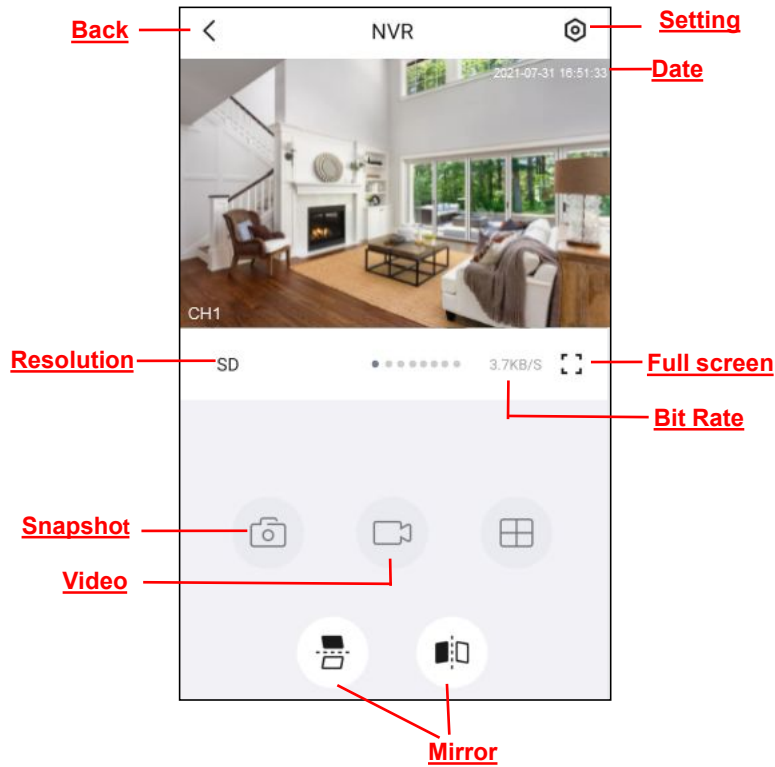 Back
NVR
Setting
2021-07-31 16:51:33
Date
CH1
Resolution
SD
3.7KB/S
Full screen
Bit Rate
Snapshot
Video
Mirror